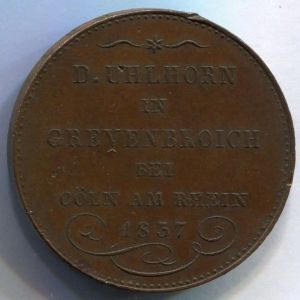 D. UHLHORN
IN
GREVENBROICH
BEI
CÖLN AM RHEIN
1837